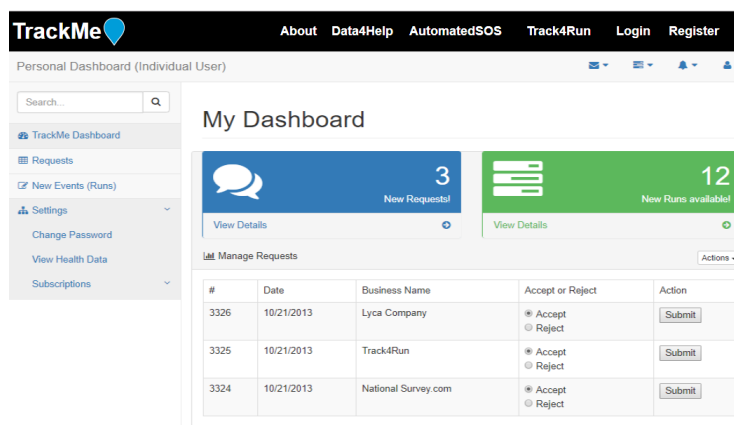 TrackMe About Data4Help AutomatedSOS Track4Run Login Register
Personal Dashboard (Individual User)
Search...
TrackMe Dashboard
Requests
New Events (Runs)
Settings
Change Password
View Health Data
Subscriptions
My Dashboard
3
New Requests!
View Details
12
New Runs available!
View Details
Manage Requests Actions
# Date Business Name Accept or Reject Action
3326 10/21/2013 Lyca Company Accept Submit
Reject
3325 10/21/2013 Track4Run Accept Submit
Reject
3324 10/21/2013 National Survey.com Accept Submit
Reject